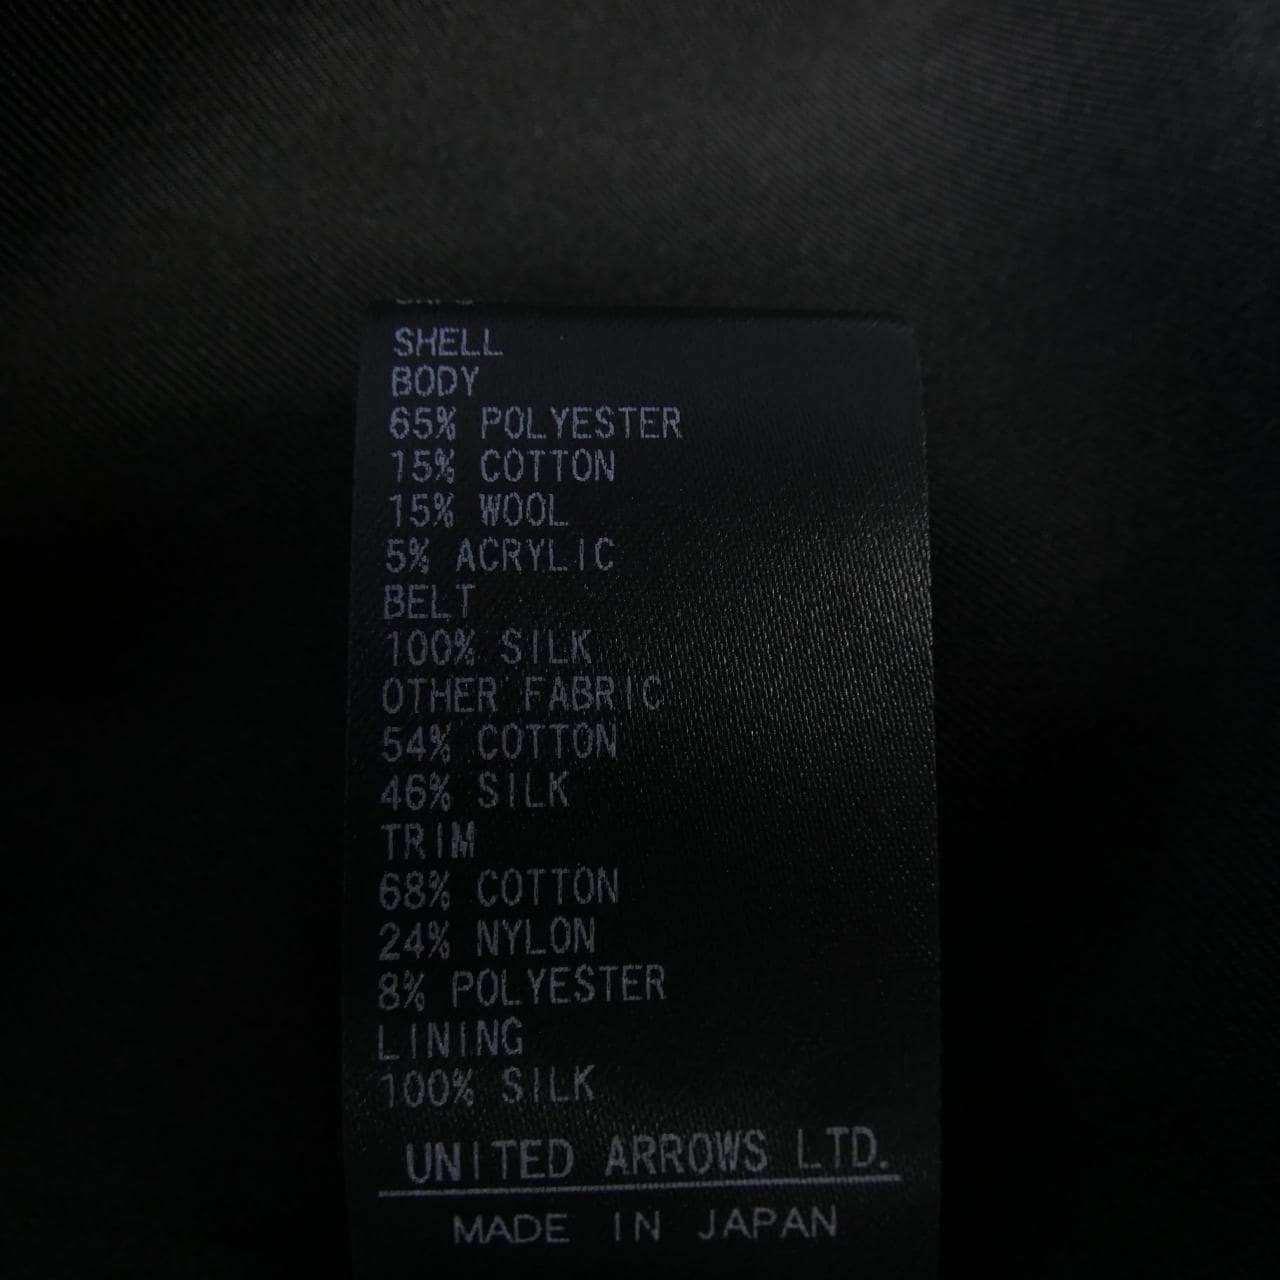 SHELL
BODY
65% POLYESTER
15% COTTON
15% WOOL
5% ACRYLIC
BELT
100% SILK
OTHER FABRIC
54% COTTON
46% SILK
TRIM
68% COTTON
24% NYLON
8% POLYESTER
LINING
100% SILK
UNITED ARROWS LTD.
MADE IN JAPAN